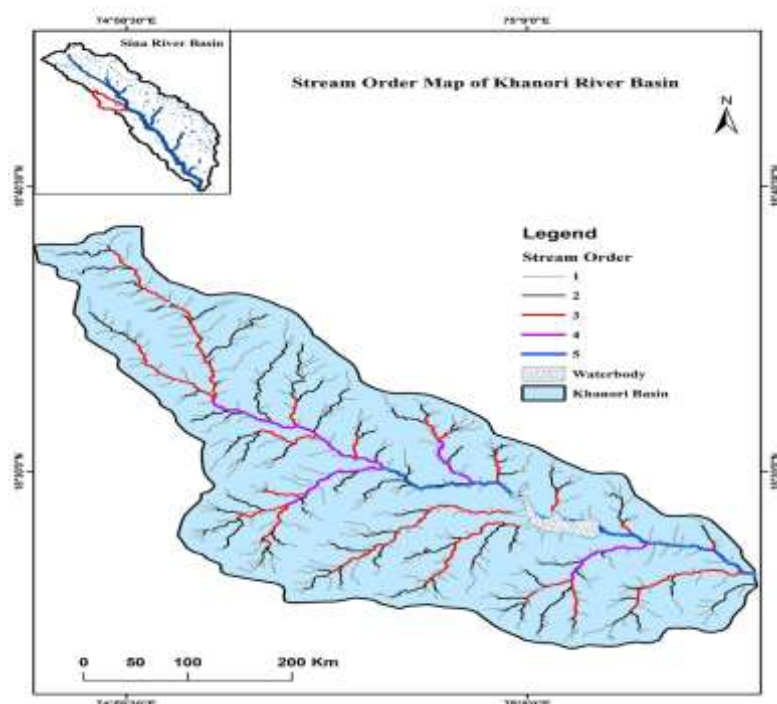 Sina River Basin
Stream Order Map of Khanori River Basin
N
Legend
Stream Order
1
2
3
4
5
Waterbody
Khanori Basin
0 50 100 200 Km